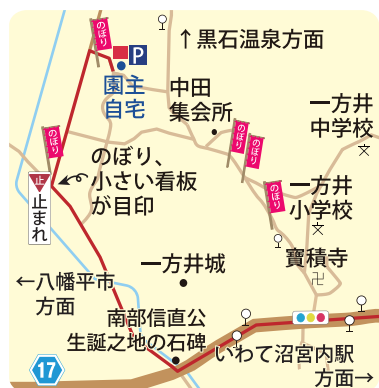 のぼり
↑黒石温泉方面
P
園主
自宅
中田
集会所
一方井
中学校
のぼり
のぼり
のぼり
のぼり
のぼり、
小さい看板
が目印
止
止まれ
一方井
小学校
寶積寺
一方井城
←八幡平市
方面
南部信直公
生誕之地の石碑
いわて沼宮内駅
方面→
17